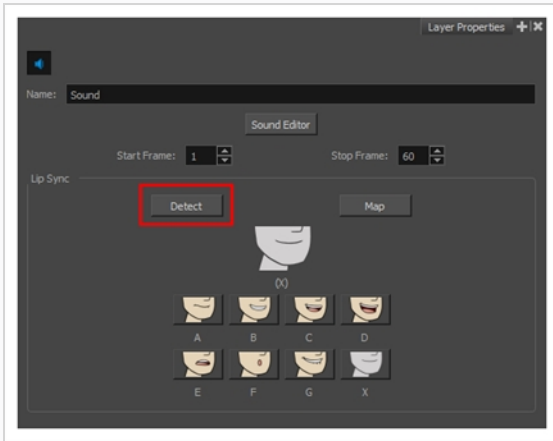 Layer Properties
Name: Sound
Sound Editor
Start Frame: 1 Stop Frame: 60
Lip Sync
Detect Map
(X)
A B C D
E F G X